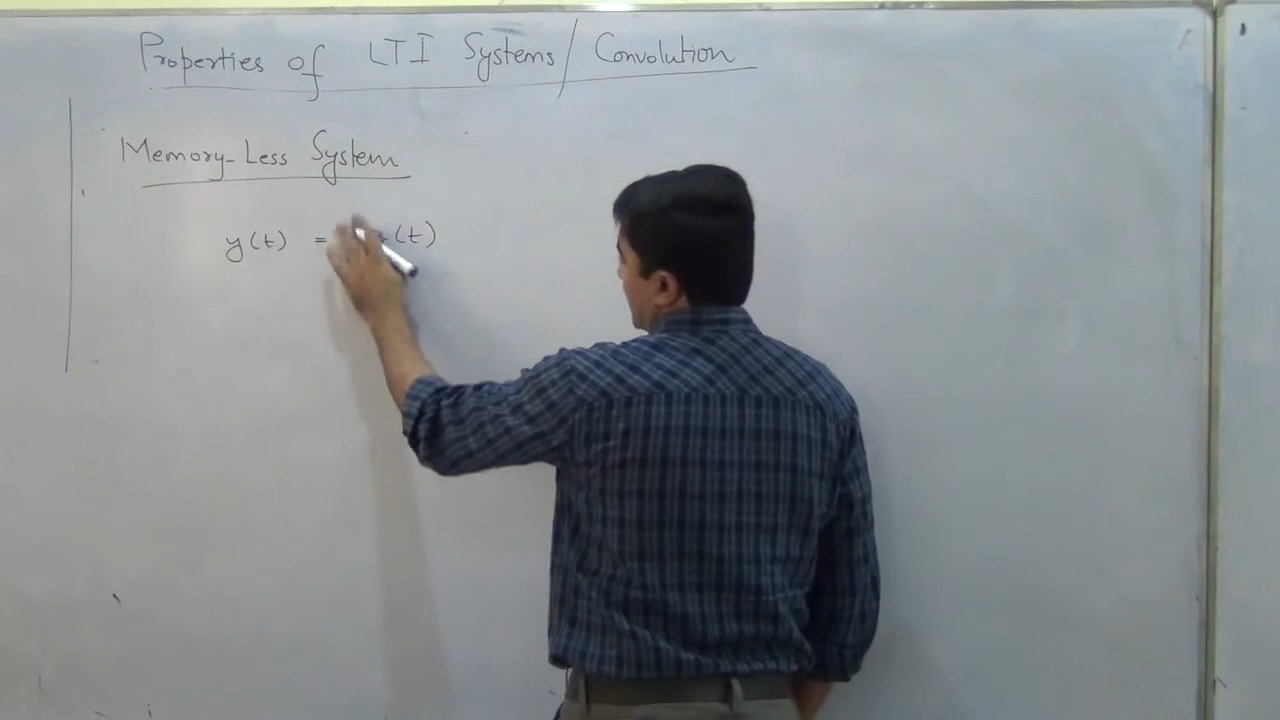 Properties of LTI Systems / Convolution
Memory-Less System
y(t) = (t)